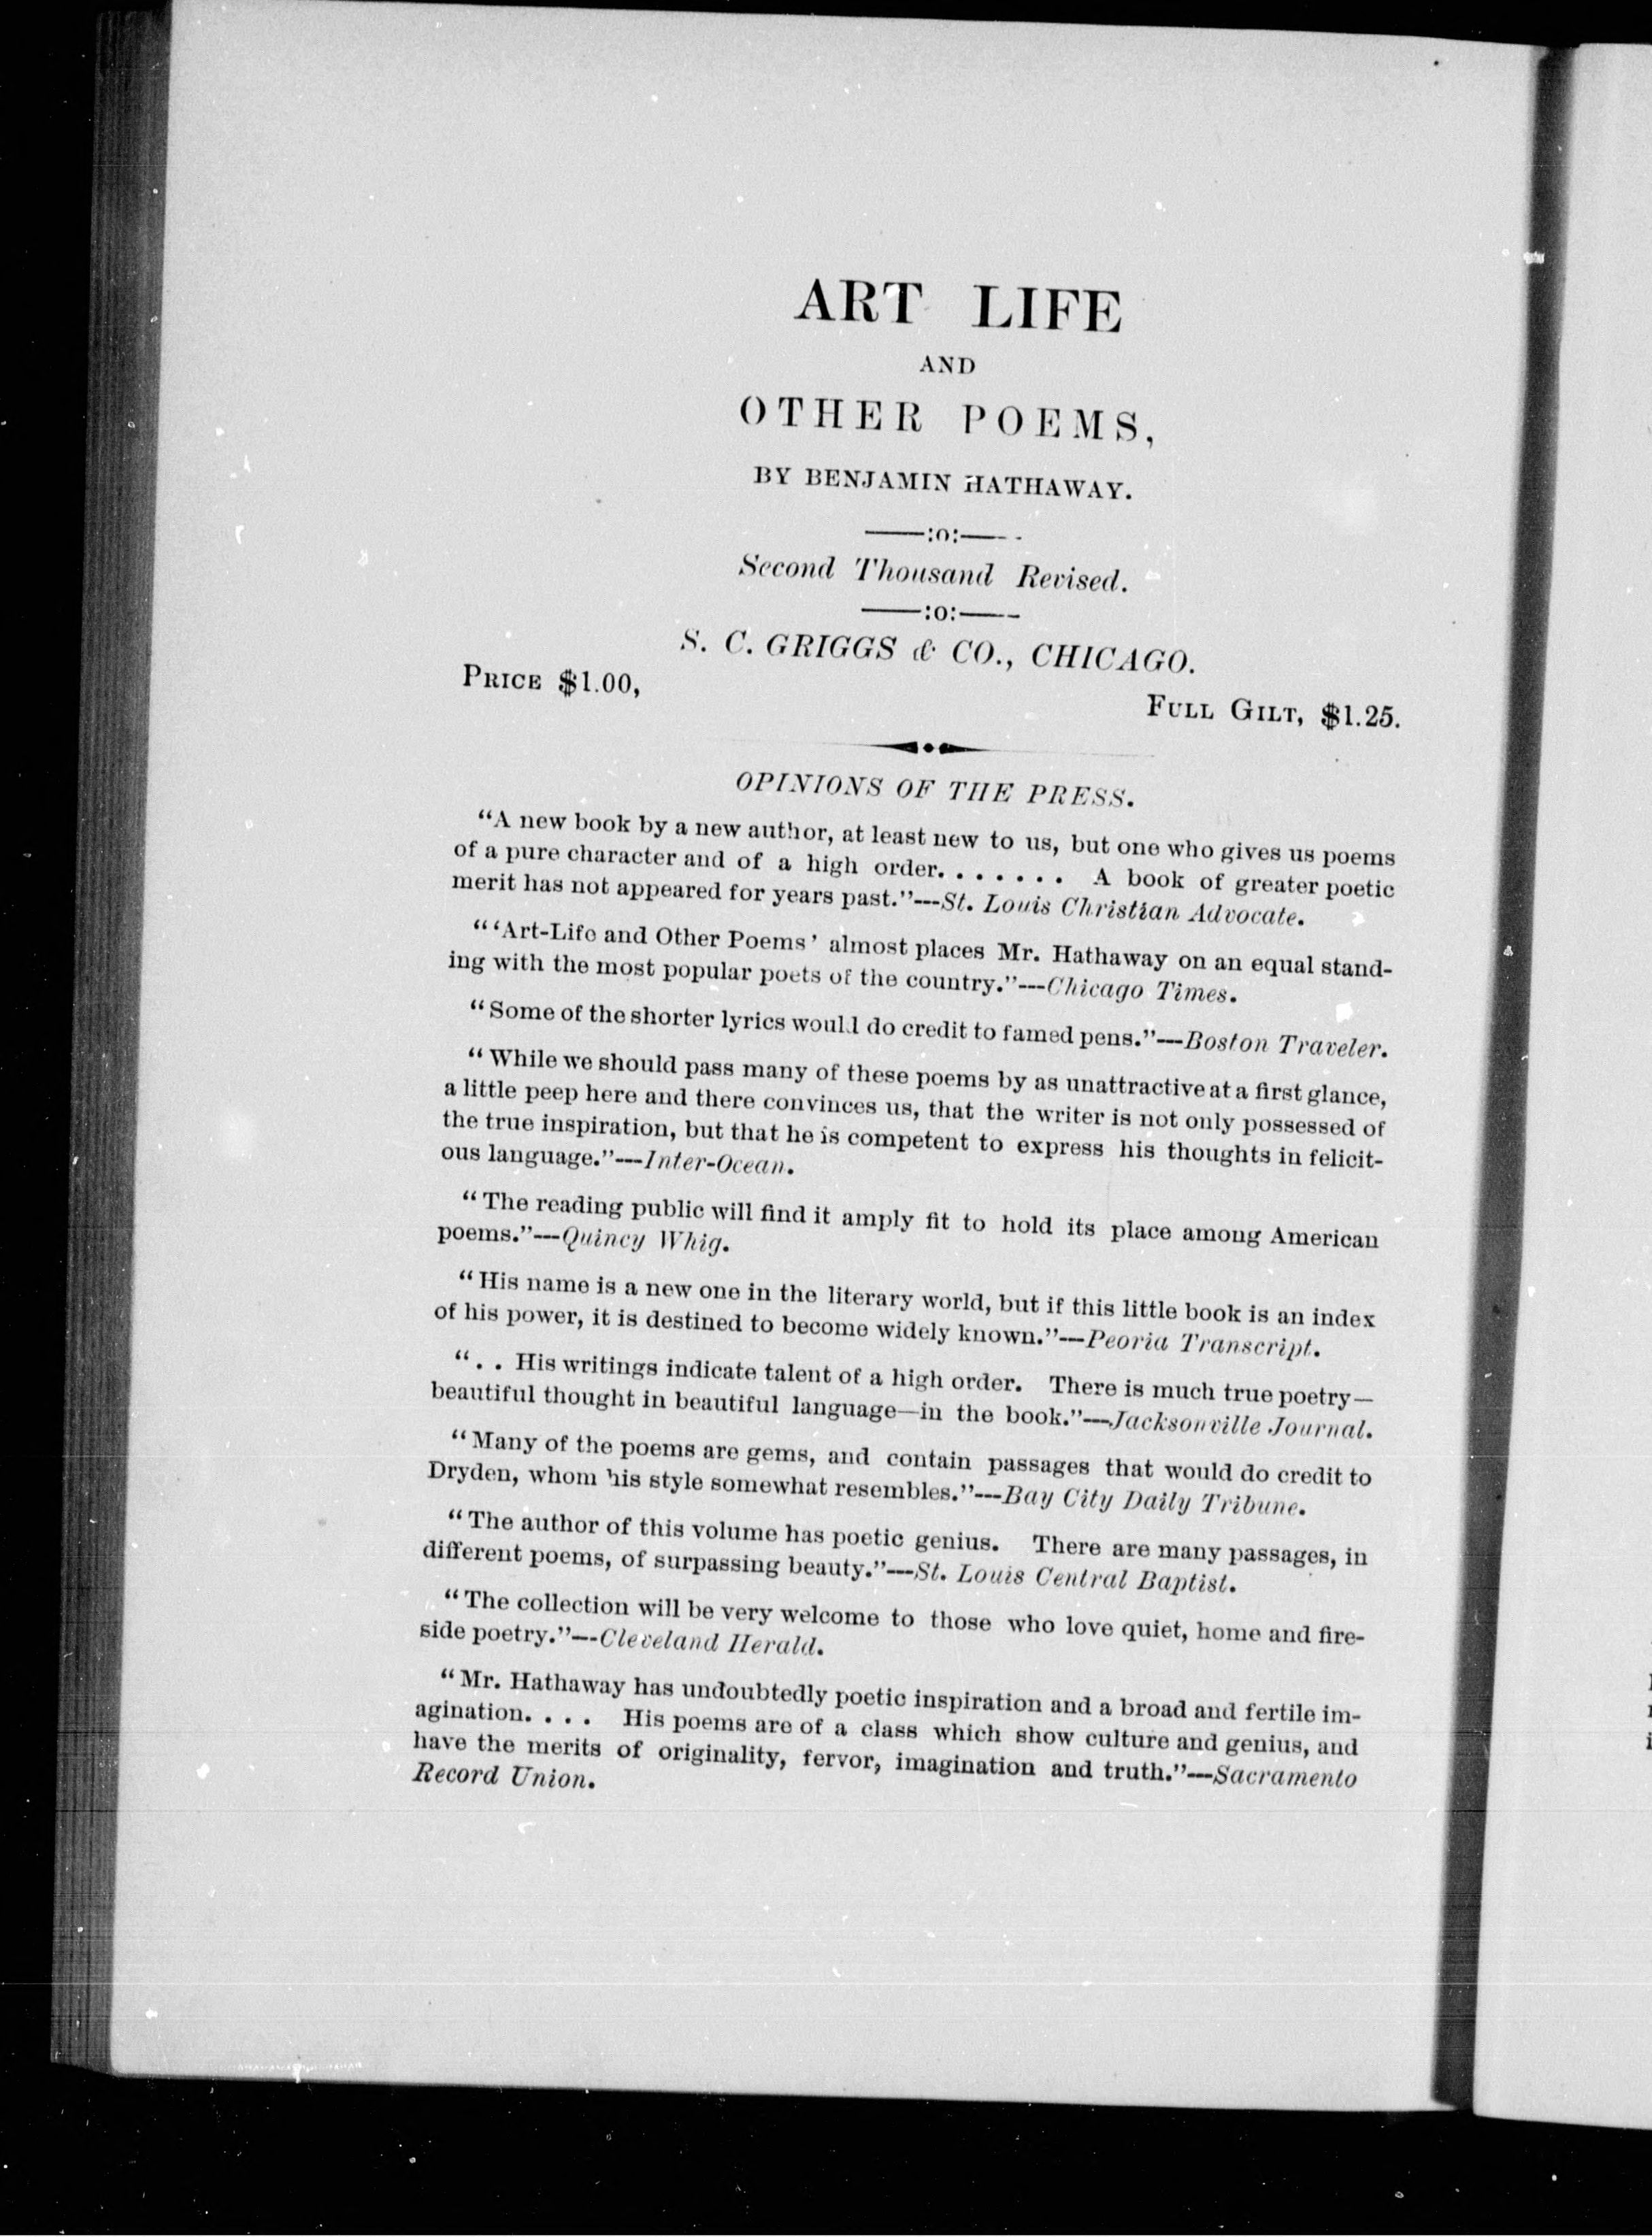 ART LIFE
AND
OTHER POEMS,
BY BENJAMIN HATHAWAY.
——:o:——
Second Thousand Revised.
——:o:——
S. C. GRIGGS & CO., CHICAGO.
PRICE $1.00,
FULL GILT, $1.25.
OPINIONS OF THE PRESS.
"A new book by a new author, at least new to us, but one who gives us poems
of a pure character and of a high order. . . . . . . A book of greater poetic
merit has not appeared for years past."---St. Louis Christian Advocate.
"'Art-Life and Other Poems' almost places Mr. Hathaway on an equal stand-
ing with the most popular poets of the country."---Chicago Times.
"Some of the shorter lyrics would do credit to famed pens."---Boston Traveler.
"While we should pass many of these poems by as unattractive at a first glance,
a little peep here and there convinces us, that the writer is not only possessed of
the true inspiration, but that he is competent to express his thoughts in felicit-
ous language."---Inter-Ocean.
"The reading public will find it amply fit to hold its place among American
poems."---Quincy Whig.
"His name is a new one in the literary world, but if this little book is an index
of his power, it is destined to become widely known."---Peoria Transcript.
". . His writings indicate talent of a high order. There is much true poetry—
beautiful thought in beautiful language—in the book."---Jacksonville Journal.
"Many of the poems are gems, and contain passages that would do credit to
Dryden, whom his style somewhat resembles."---Bay City Daily Tribune.
"The author of this volume has poetic genius. There are many passages, in
different poems, of surpassing beauty."---St. Louis Central Baptist.
"The collection will be very welcome to those who love quiet, home and fire-
side poetry."---Cleveland Herald.
"Mr. Hathaway has undoubtedly poetic inspiration and a broad and fertile im-
agination. . . . His poems are of a class which show culture and genius, and
have the merits of originality, fervor, imagination and truth."---Sacramento
Record Union.